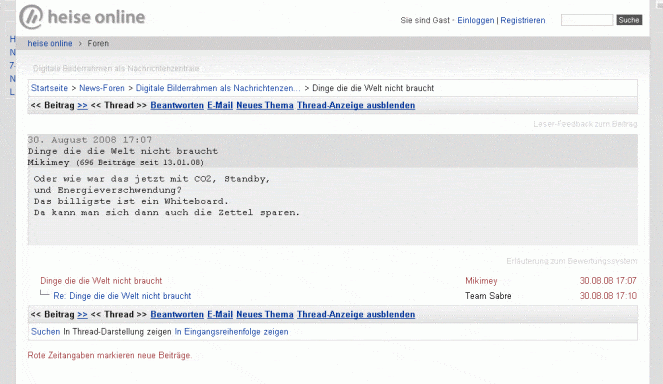 heise online
Sie sind Gast - Einloggen | Registrieren
Suche
heise online > Foren
Digitale Bilderrahmen als Nachrichtenzentrale
Startseite > News-Foren > Digitale Bilderrahmen als Nachrichtenzen... > Dinge die die Welt nicht braucht
<< Beitrag >> << Thread >> Beantworten E-Mail Neues Thema Thread-Anzeige ausblenden
Leser-Feedback zum Beitrag
30. August 2008 17:07
Dinge die die Welt nicht braucht
Mikimey (696 Beiträge seit 13.01.08)
Oder wie war das jetzt mit CO2, Standby,
und Energieverschwendung?
Das billigste ist ein Whiteboard.
Da kann man sich dann auch die Zettel sparen.
Erläuterung zum Bewertungssystem
Dinge die die Welt nicht braucht Mikimey 30.08.08 17:07
Re: Dinge die die Welt nicht braucht Team Sabre 30.08.08 17:10
<< Beitrag >> << Thread >> Beantworten E-Mail Neues Thema Thread-Anzeige ausblenden
Suchen In Thread-Darstellung zeigen In Eingangsreihenfolge zeigen
Rote Zeitangaben markieren neue Beiträge.